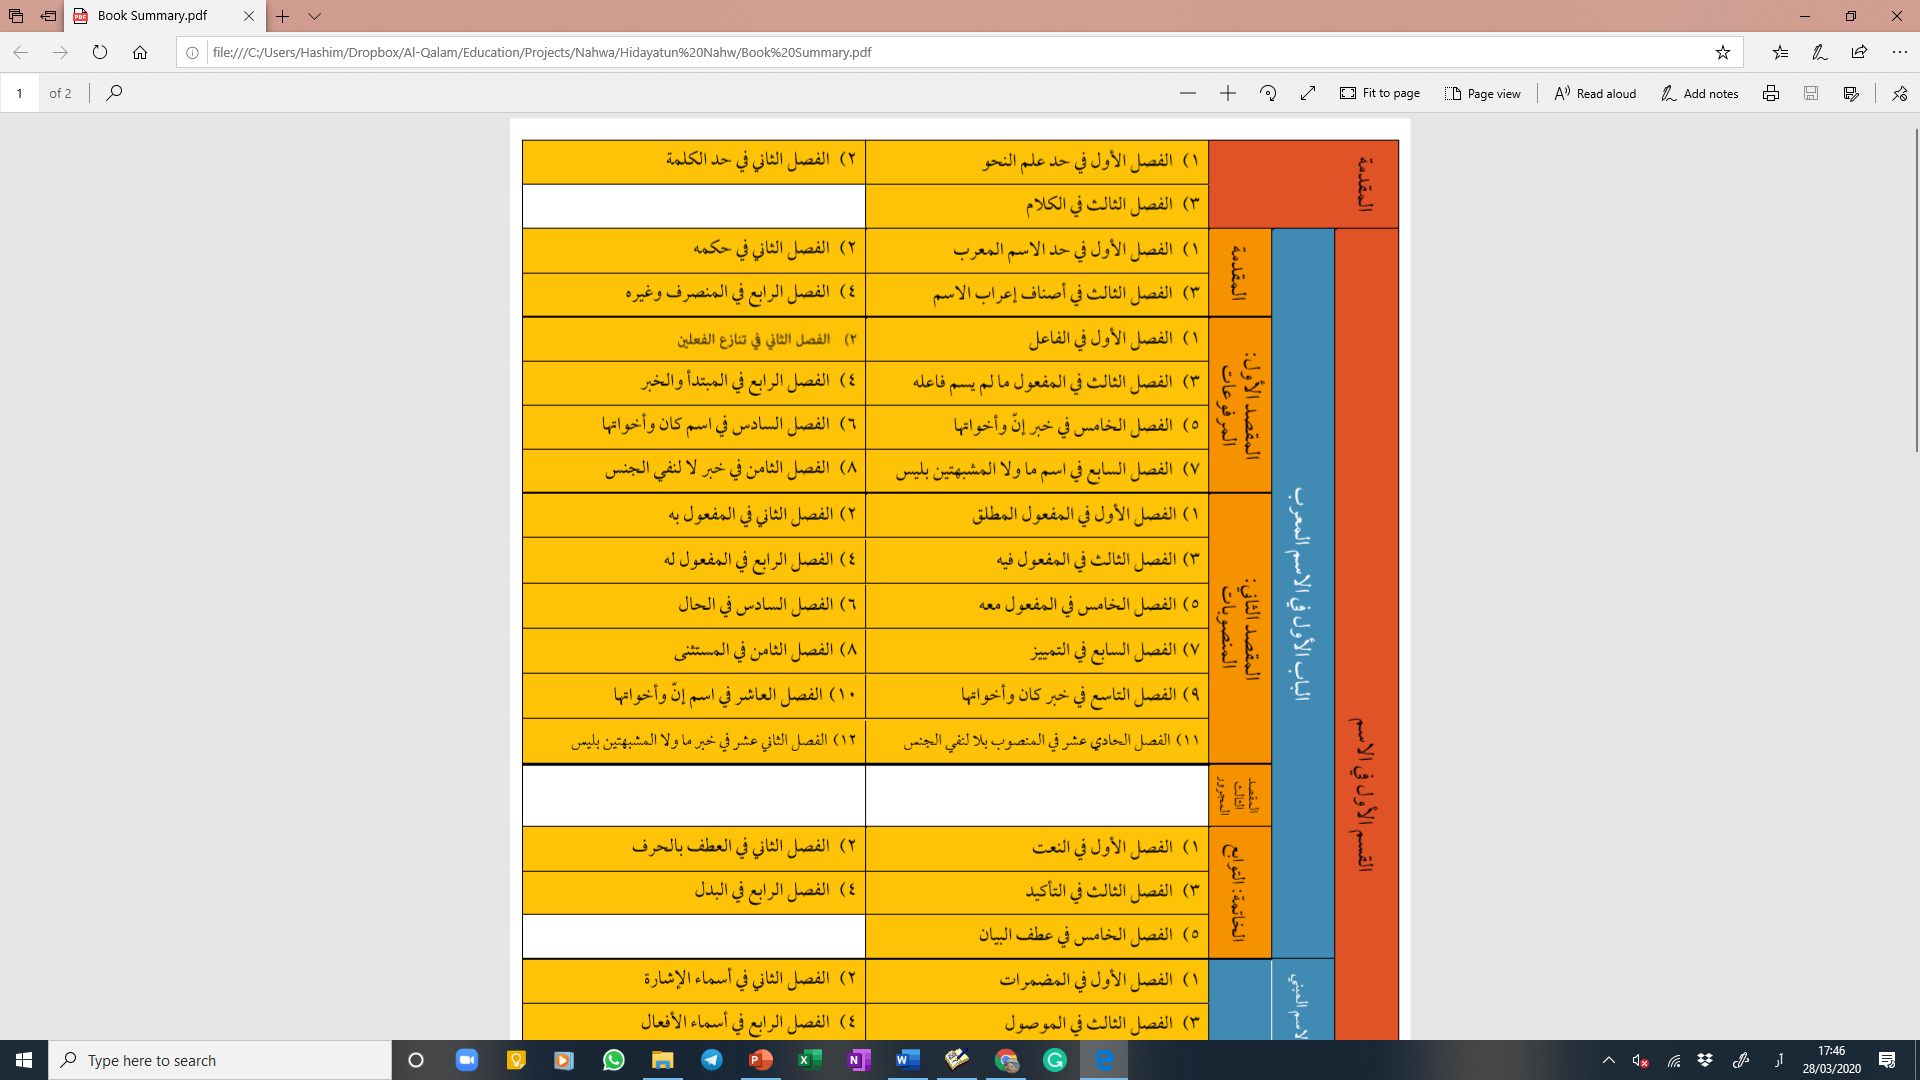 Book Summary.pdf
file:///C:/Users/Hashim/Dropbox/Al-Qalam/Education/Projects/Nahwa/Hidayatun%20Nahw/Book%20Summary.pdf
1 of 2
Fit to page
Page view
Read aloud
Add notes
المقدمة
١) الفصل الأول في حد علم النحو
٢) الفصل الثاني في حد الكلمة
٣) الفصل الثالث في الكلام
القسم الأول في الاسم
الباب الأول في الاسم المعرب
المقدمة
١) الفصل الأول في حد الاسم المعرب
٢) الفصل الثاني في حكمه
٣) الفصل الثالث في أصناف إعراب الاسم
٤) الفصل الرابع في المنصرف وغيره
المقصد الأول:
المرفوعات
١) الفصل الأول في الفاعل
٢) الفصل الثاني في تنازع الفعلين
٣) الفصل الثالث في المفعول ما لم يسم فاعله
٤) الفصل الرابع في المبتدأ والخبر
٥) الفصل الخامس في خبر إنّ وأخواتها
٦) الفصل السادس في اسم كان وأخواتها
٧) الفصل السابع في اسم ما ولا المشبهتين بليس
٨) الفصل الثامن في خبر لا لنفي الجنس
المقصد الثاني:
المنصوبات
١) الفصل الأول في المفعول المطلق
٢) الفصل الثاني في المفعول به
٣) الفصل الثالث في المفعول فيه
٤) الفصل الرابع في المفعول له
٥) الفصل الخامس في المفعول معه
٦) الفصل السادس في الحال
٧) الفصل السابع في التمييز
٨) الفصل الثامن في المستثنى
٩) الفصل التاسع في خبر كان وأخواتها
١٠) الفصل العاشر في اسم إنّ وأخواتها
١١) الفصل الحادي عشر في المنصوب بلا لنفي الجنس
١٢) الفصل الثاني عشر في خبر ما ولا المشبهتين بليس
المقصد
الثالث
المجرور
الخاتمة: التوابع
١) الفصل الأول في النعت
٢) الفصل الثاني في العطف بالحرف
٣) الفصل الثالث في التأكيد
٤) الفصل الرابع في البدل
٥) الفصل الخامس في عطف البيان
الاسم المبني
١) الفصل الأول في المضمرات
٢) الفصل الثاني في أسماء الإشارة
٣) الفصل الثالث في الموصول
٤) الفصل الرابع في أسماء الأفعال
Type here to search
17:46
28/03/2020